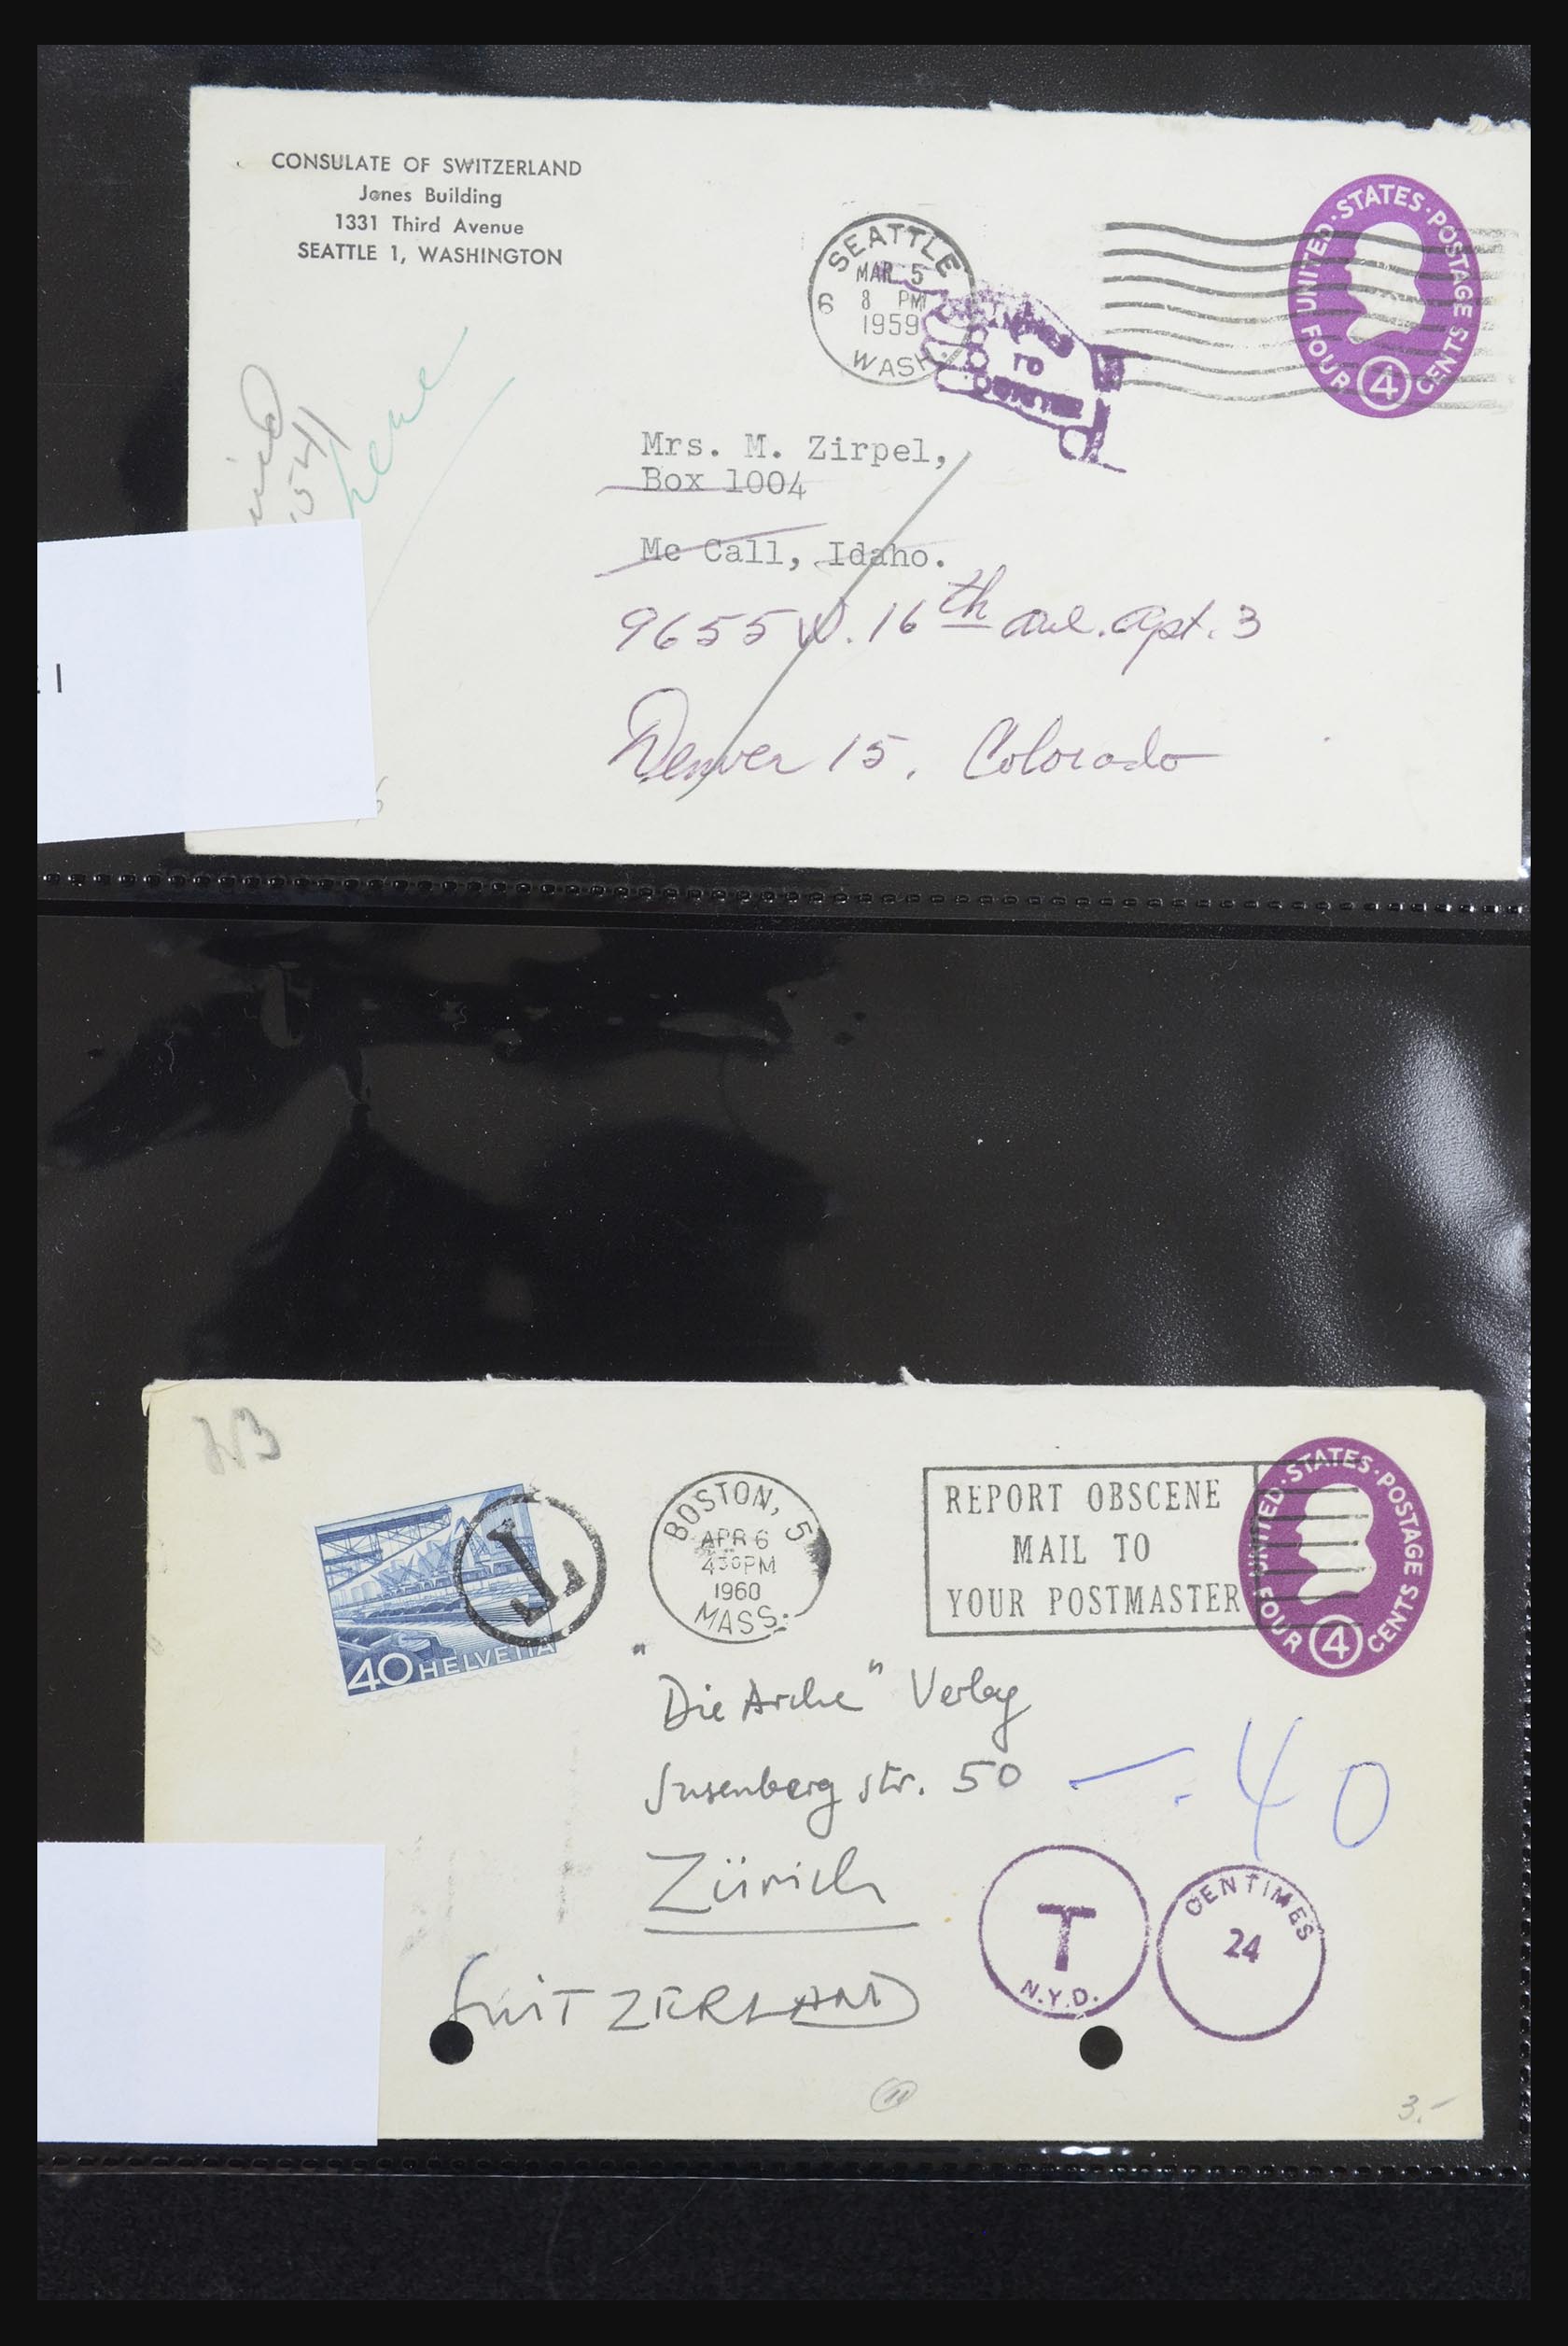 CONSULATE OF SWITZERLAND
Jones Building
1331 Third Avenue
SEATTLE 1, WASHINGTON
SEATTLE
MAR 5
8 PM
1959
WASH.
6
TO
UNITED·STATES·POSTAGE
FOUR 4 CENTS
Mrs. M. Zirpel,
Box 1004
Mc Call, Idaho.
9655 W. 16th ave. Apt. 3
Denver 15, Colorado
BOSTON, 5
APR 6
430PM
1960
MASS.
REPORT OBSCENE
MAIL TO
YOUR POSTMASTER
UNITED·STATES·POSTAGE
FOUR 4 CENTS
T
40 HELVETIA
"Die Arche" Verlag
Susenberg str. 50
-.40
Zürich
SWITZERLAND
T
N.Y.D.
CENTIMES
24
3.-